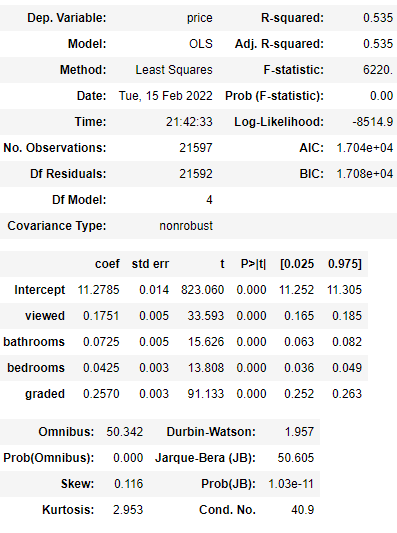 Dep. Variable: price R-squared: 0.535
Model: OLS Adj. R-squared: 0.535
Method: Least Squares F-statistic: 6220.
Date: Tue, 15 Feb 2022 Prob (F-statistic): 0.00
Time: 21:42:33 Log-Likelihood: -8514.9
No. Observations: 21597 AIC: 1.704e+04
Df Residuals: 21592 BIC: 1.708e+04
Df Model: 4
Covariance Type: nonrobust
coef std err t P>|t| [0.025 0.975]
Intercept 11.2785 0.014 823.060 0.000 11.252 11.305
viewed 0.1751 0.005 33.593 0.000 0.165 0.185
bathrooms 0.0725 0.005 15.626 0.000 0.063 0.082
bedrooms 0.0425 0.003 13.808 0.000 0.036 0.049
graded 0.2570 0.003 91.133 0.000 0.252 0.263
Omnibus: 50.342 Durbin-Watson: 1.957
Prob(Omnibus): 0.000 Jarque-Bera (JB): 50.605
Skew: 0.116 Prob(JB): 1.03e-11
Kurtosis: 2.953 Cond. No. 40.9